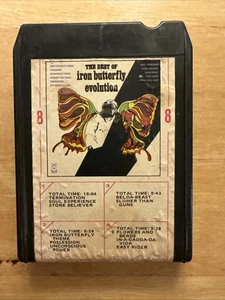 THE BEST OF
iron butterfly
evolution
8
8
TOTAL TIME: 10:04
TERMINATION
SOUL EXPERIENCE
STONE BELIEVER
TOTAL TIME: 9:43
BELDA-BEAST
SLOWER THAN
GUNS
TOTAL TIME: 9:59
IRON BUTTERFLY
THEME
POSSESSION
UNCONSCIOUS
POWER
TOTAL TIME: 9:28
FLOWERS AND
BEADS
IN-A-GADDA-DA-
VIDA
EASY RIDER